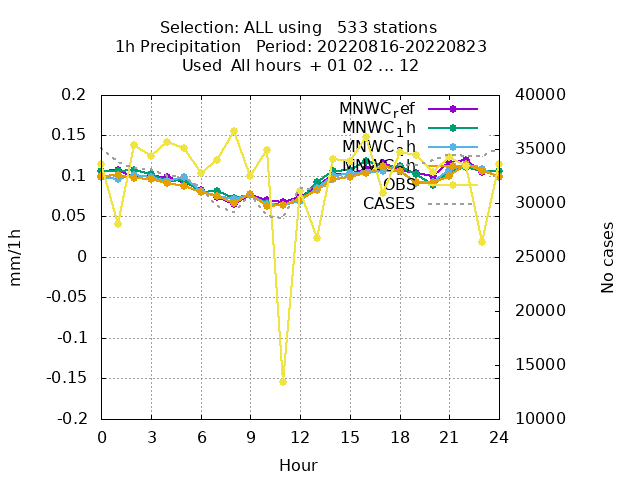 Selection: ALL using 533 stations
1h Precipitation Period: 20220816-20220823
Used All hours + 01 02 ... 12
0.2
0.15
0.1
0.05
0
-0.05
-0.1
-0.15
-0.2
40000
35000
30000
25000
20000
15000
10000
0 3 6 9 12 15 18 21 24
mm/1h
No cases
Hour
MNWCref
MNWC1h
OBS
CASES